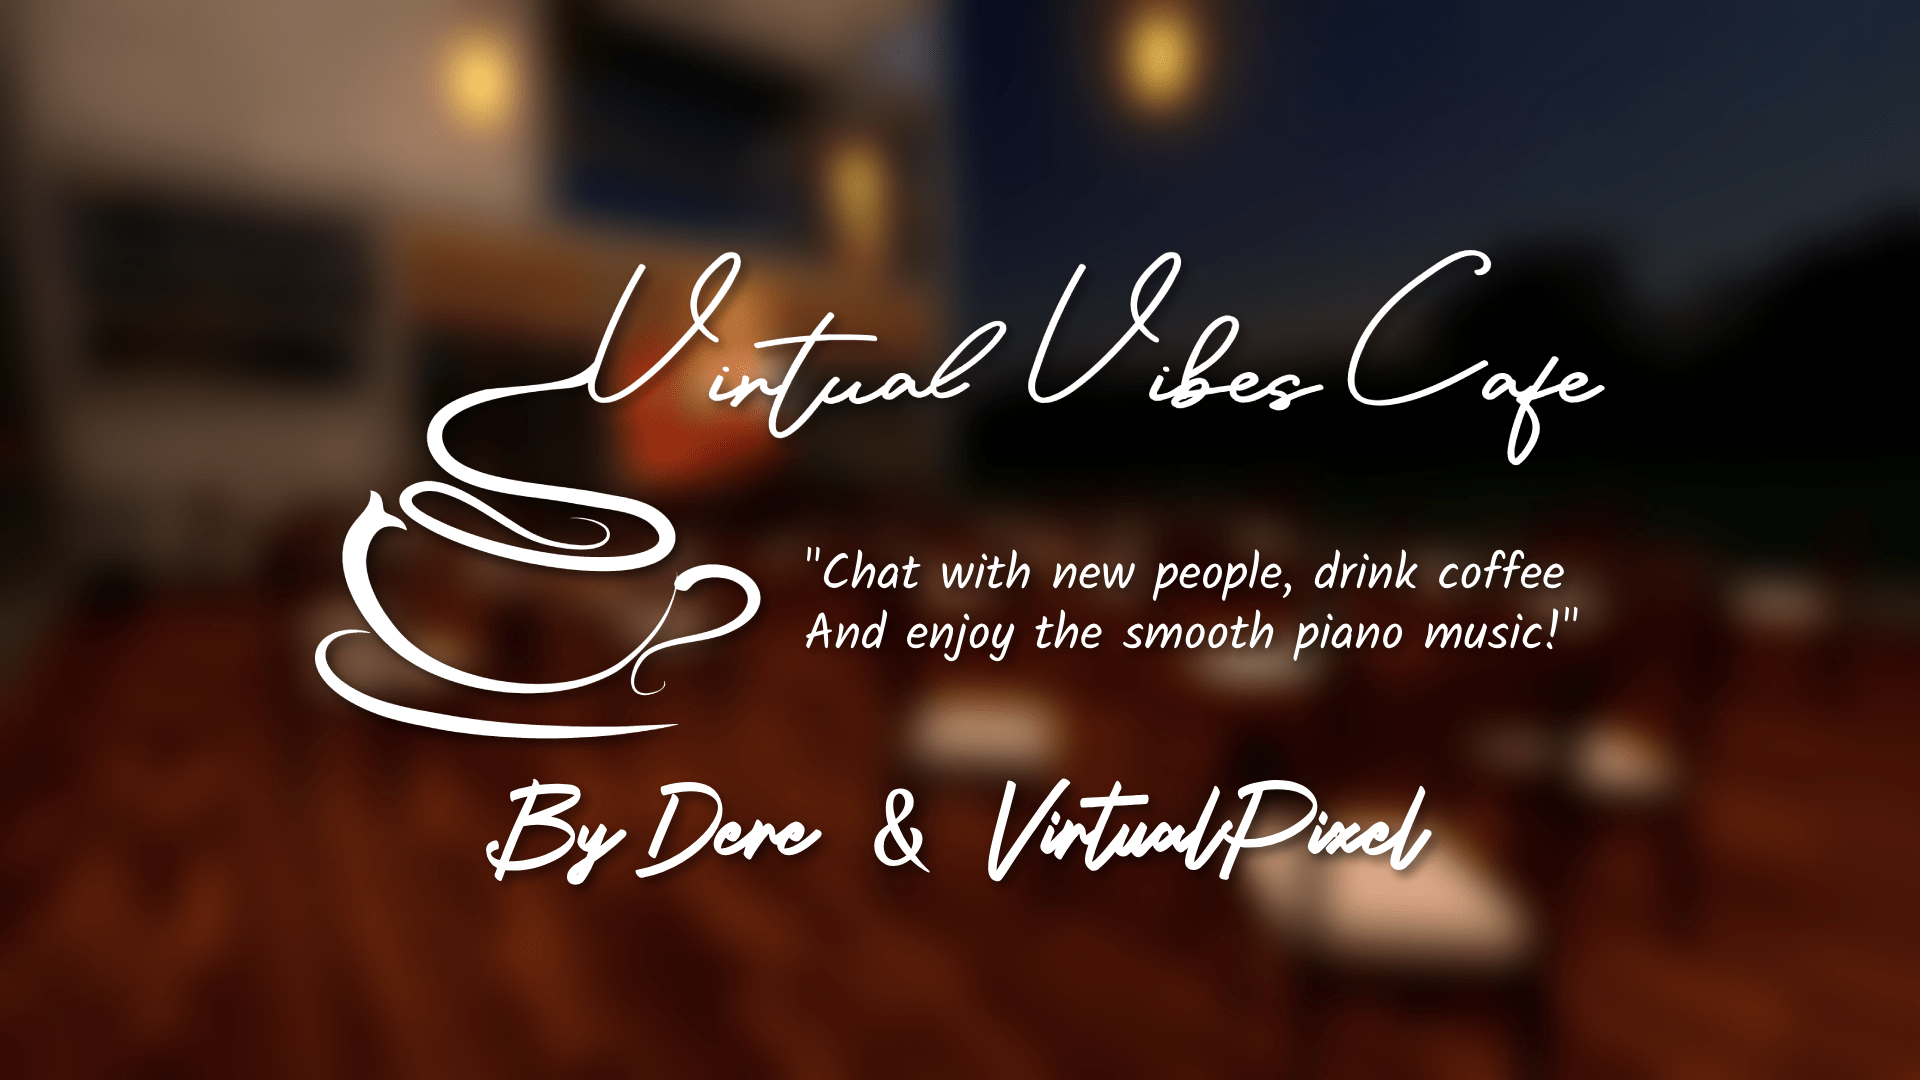 Virtual Vibes Cafe
"Chat with new people, drink coffee
And enjoy the smooth piano music!"
By Dere & VirtualPixel